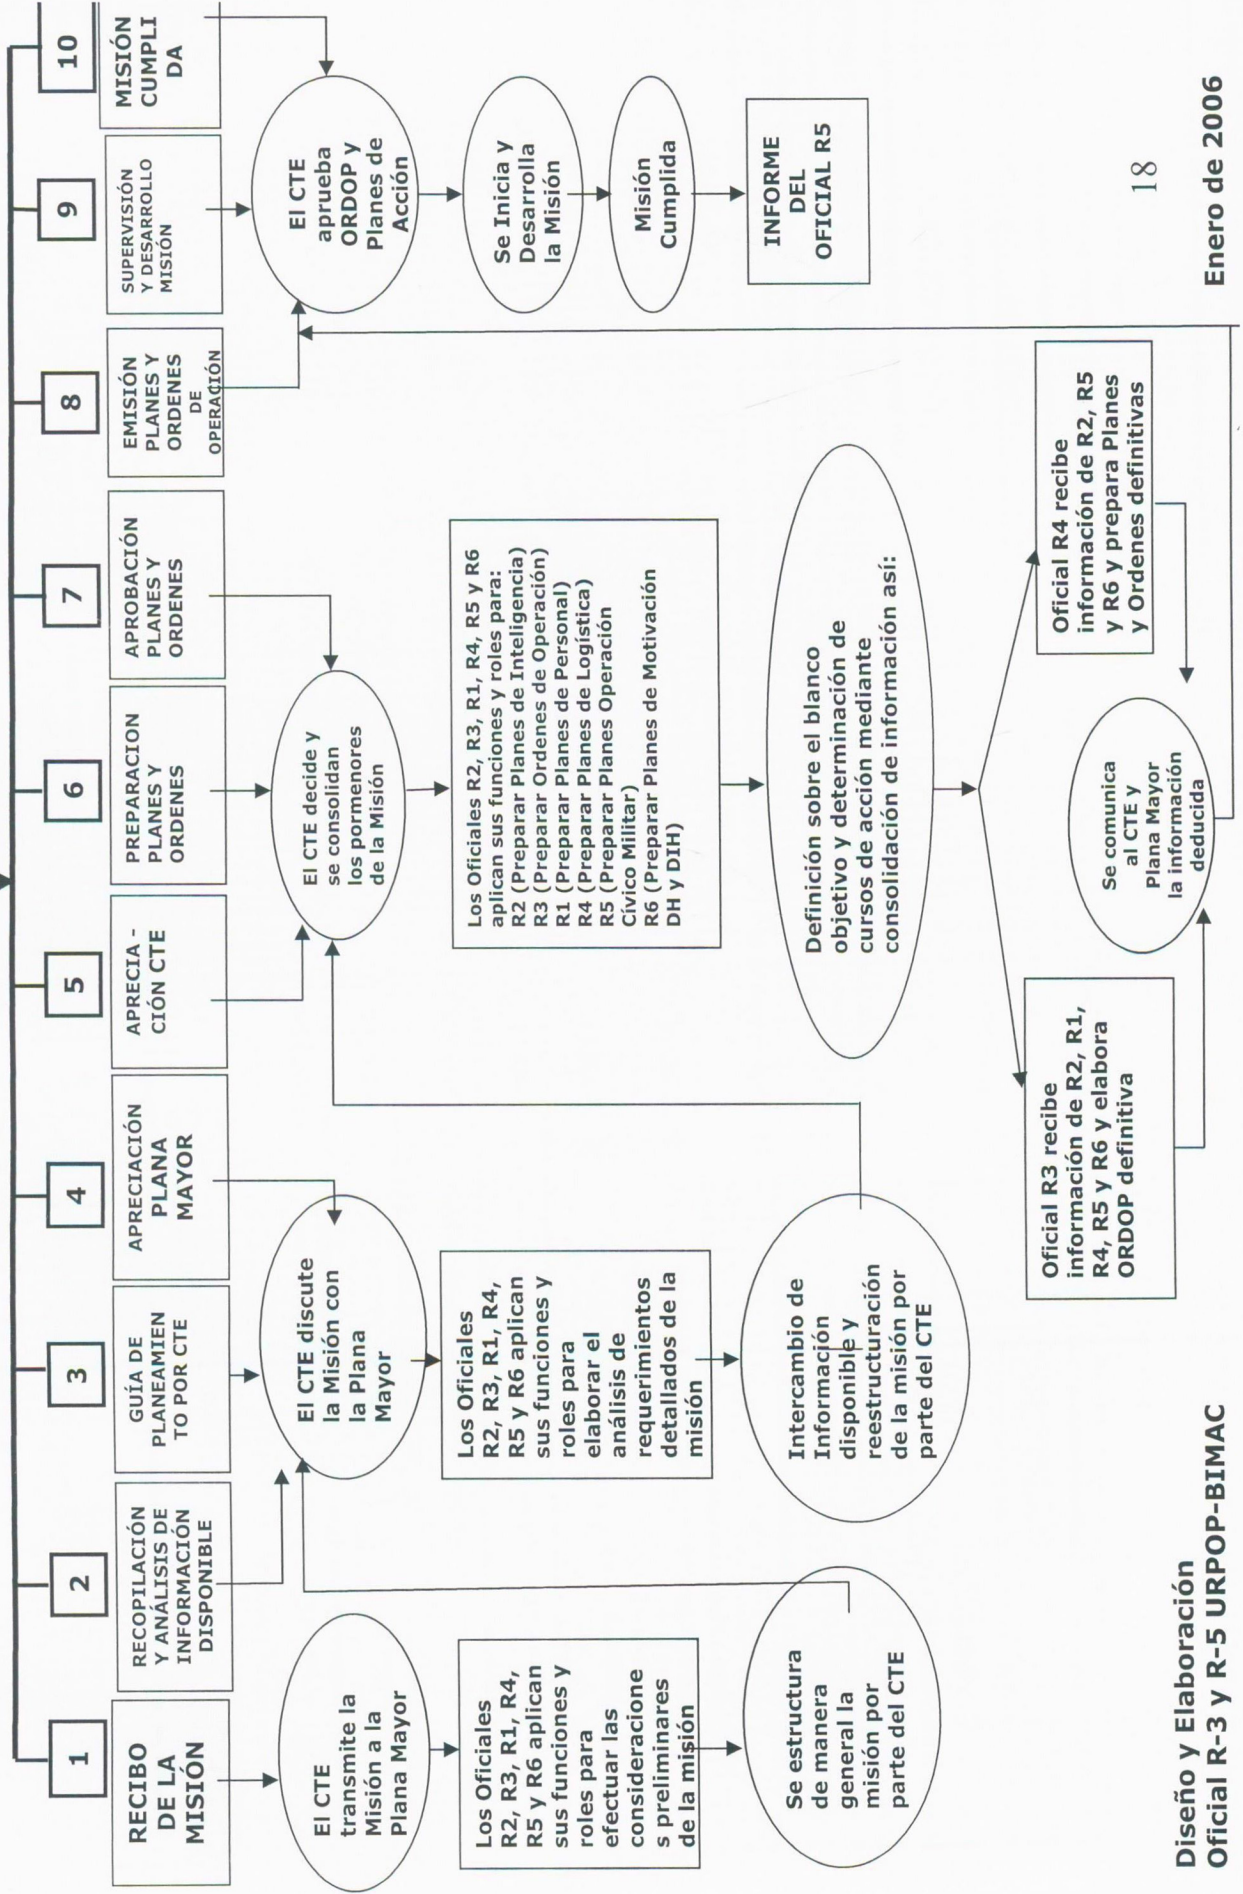 1
2
3
4
5
6
7
8
9
10
RECIBO
DE LA
MISIÓN
RECOPILACIÓN
Y ANÁLISIS DE
INFORMACIÓN
DISPONIBLE
GUÍA DE
PLANEAMIEN
TO POR CTE
APRECIACIÓN
PLANA
MAYOR
APRECIA -
CIÓN CTE
PREPARACION
PLANES Y
ORDENES
APROBACIÓN
PLANES Y
ORDENES
EMISIÓN
PLANES Y
ORDENES
DE
OPERACIÓN
SUPERVISIÓN
Y DESARROLLO
MISIÓN
MISIÓN
CUMPLI
DA
El CTE
transmite la
Misión a la
Plana Mayor
Los Oficiales
R2, R3, R1, R4,
R5 y R6 aplican
sus funciones y
roles para
efectuar las
consideracione
s preliminares
de la misión
Se estructura
de manera
general la
misión por
parte del CTE
El CTE discute
la Misión con
la Plana
Mayor
Los Oficiales
R2, R3, R1, R4,
R5 y R6 aplican
sus funciones y
roles para
elaborar el
análisis de
requerimientos
detallados de la
misión
Intercambio de
Información
disponible y
reestructuración
de la misión por
parte del CTE
El CTE decide y
se consolidan
los pormenores
de la Misión
Los Oficiales R2, R3, R1, R4, R5 y R6
aplican sus funciones y roles para:
R2 (Preparar Planes de Inteligencia)
R3 (Preparar Ordenes de Operación)
R1 (Preparar Planes de Personal)
R4 (Preparar Planes de Logística)
R5 (Preparar Planes Operación
Cívico Militar)
R6 (Preparar Planes de Motivación
DH y DIH)
Definición sobre el blanco
objetivo y determinación de
cursos de acción mediante
consolidación de información así:
Oficial R3 recibe
información de R2, R1,
R4, R5 y R6 y elabora
ORDOP definitiva
Oficial R4 recibe
información de R2, R5
y R6 y prepara Planes
y Ordenes definitivas
Se comunica
al CTE y
Plana Mayor
la información
deducida
El CTE
aprueba
ORDOP y
Planes de
Acción
Se Inicia y
Desarrolla
la Misión
Misión
Cumplida
INFORME
DEL
OFICIAL R5
18
Diseño y Elaboración
Oficial R-3 y R-5 URPOP-BIMAC
Enero de 2006